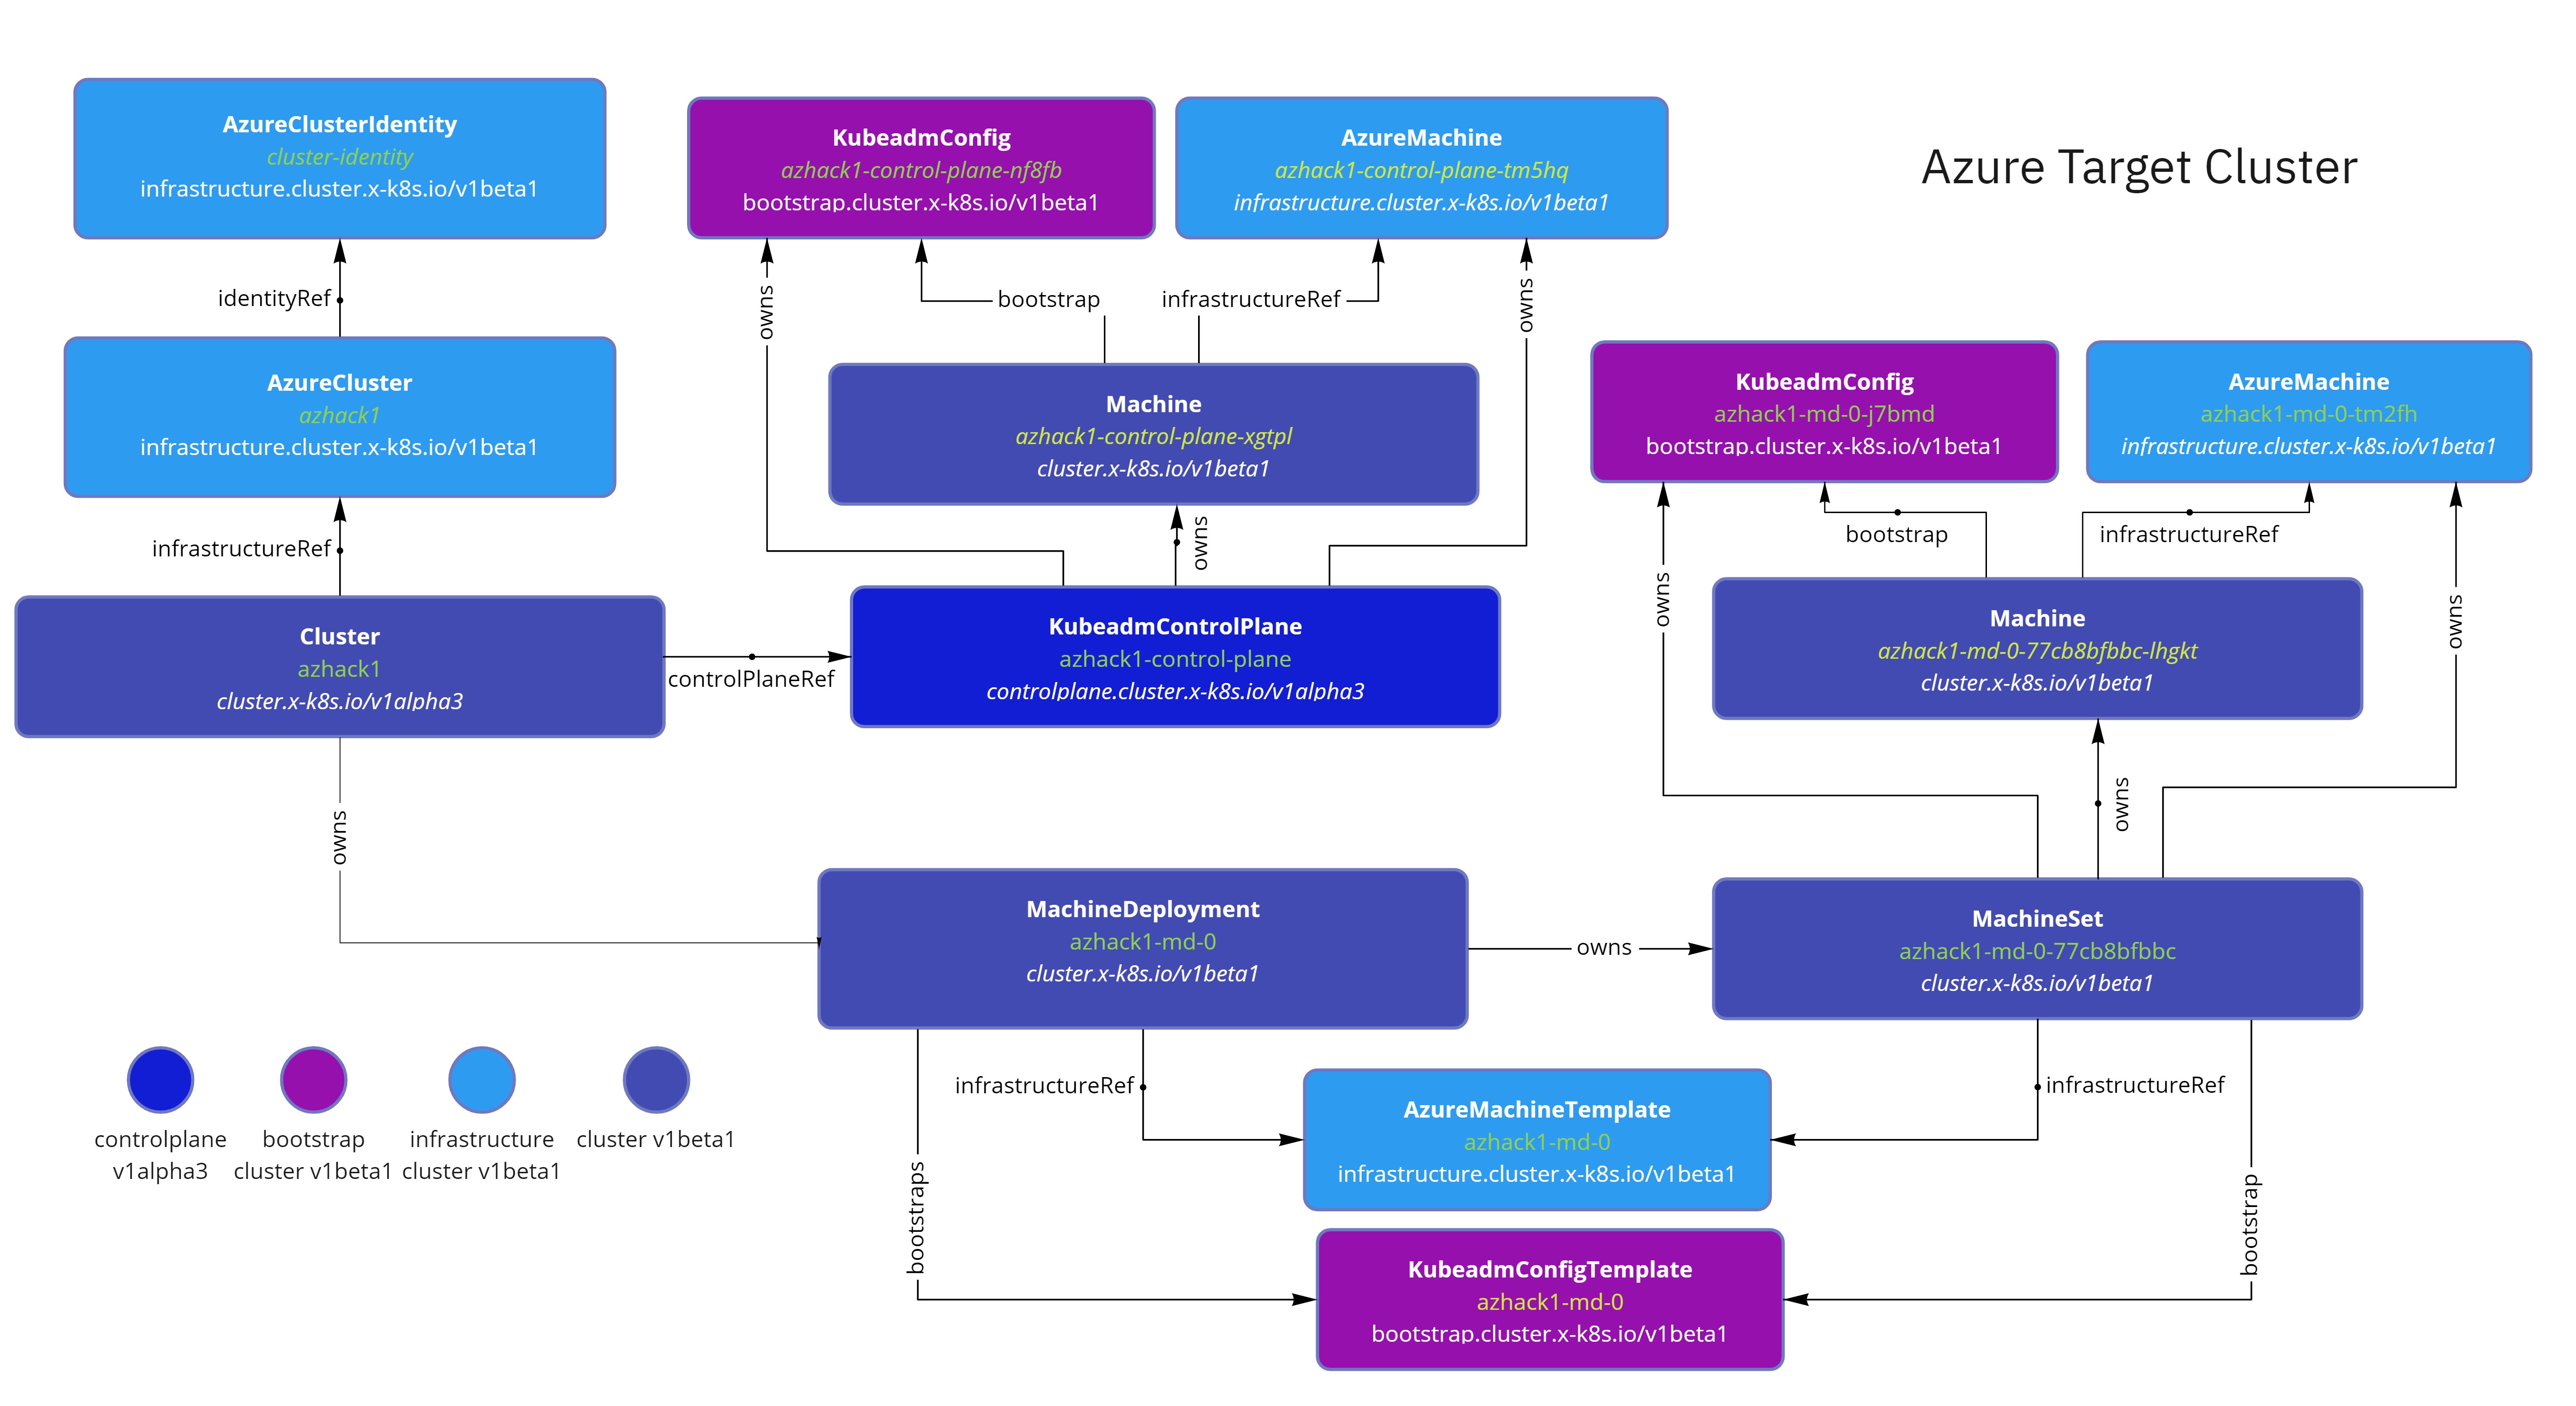 Azure Target Cluster
AzureClusterIdentity
cluster-identity
infrastructure.cluster.x-k8s.io/v1beta1
identityRef
AzureCluster
azhack1
infrastructure.cluster.x-k8s.io/v1beta1
infrastructureRef
Cluster
azhack1
cluster.x-k8s.io/v1alpha3
controlPlaneRef
owns
KubeadmConfig
azhack1-control-plane-nf8fb
bootstrap.cluster.x-k8s.io/v1beta1
AzureMachine
azhack1-control-plane-tm5hq
infrastructure.cluster.x-k8s.io/v1beta1
owns
bootstrap
infrastructureRef
owns
Machine
azhack1-control-plane-xgtpl
cluster.x-k8s.io/v1beta1
owns
KubeadmControlPlane
azhack1-control-plane
controlplane.cluster.x-k8s.io/v1alpha3
KubeadmConfig
azhack1-md-0-j7bmd
bootstrap.cluster.x-k8s.io/v1beta1
AzureMachine
azhack1-md-0-tm2fh
infrastructure.cluster.x-k8s.io/v1beta1
owns
bootstrap
infrastructureRef
owns
Machine
azhack1-md-0-77cb8bfbbc-lhgkt
cluster.x-k8s.io/v1beta1
owns
MachineDeployment
azhack1-md-0
cluster.x-k8s.io/v1beta1
owns
MachineSet
azhack1-md-0-77cb8bfbbc
cluster.x-k8s.io/v1beta1
infrastructureRef
infrastructureRef
bootstraps
bootstrap
AzureMachineTemplate
azhack1-md-0
infrastructure.cluster.x-k8s.io/v1beta1
KubeadmConfigTemplate
azhack1-md-0
bootstrap.cluster.x-k8s.io/v1beta1
controlplane
v1alpha3
bootstrap
cluster v1beta1
infrastructure
cluster v1beta1
cluster v1beta1